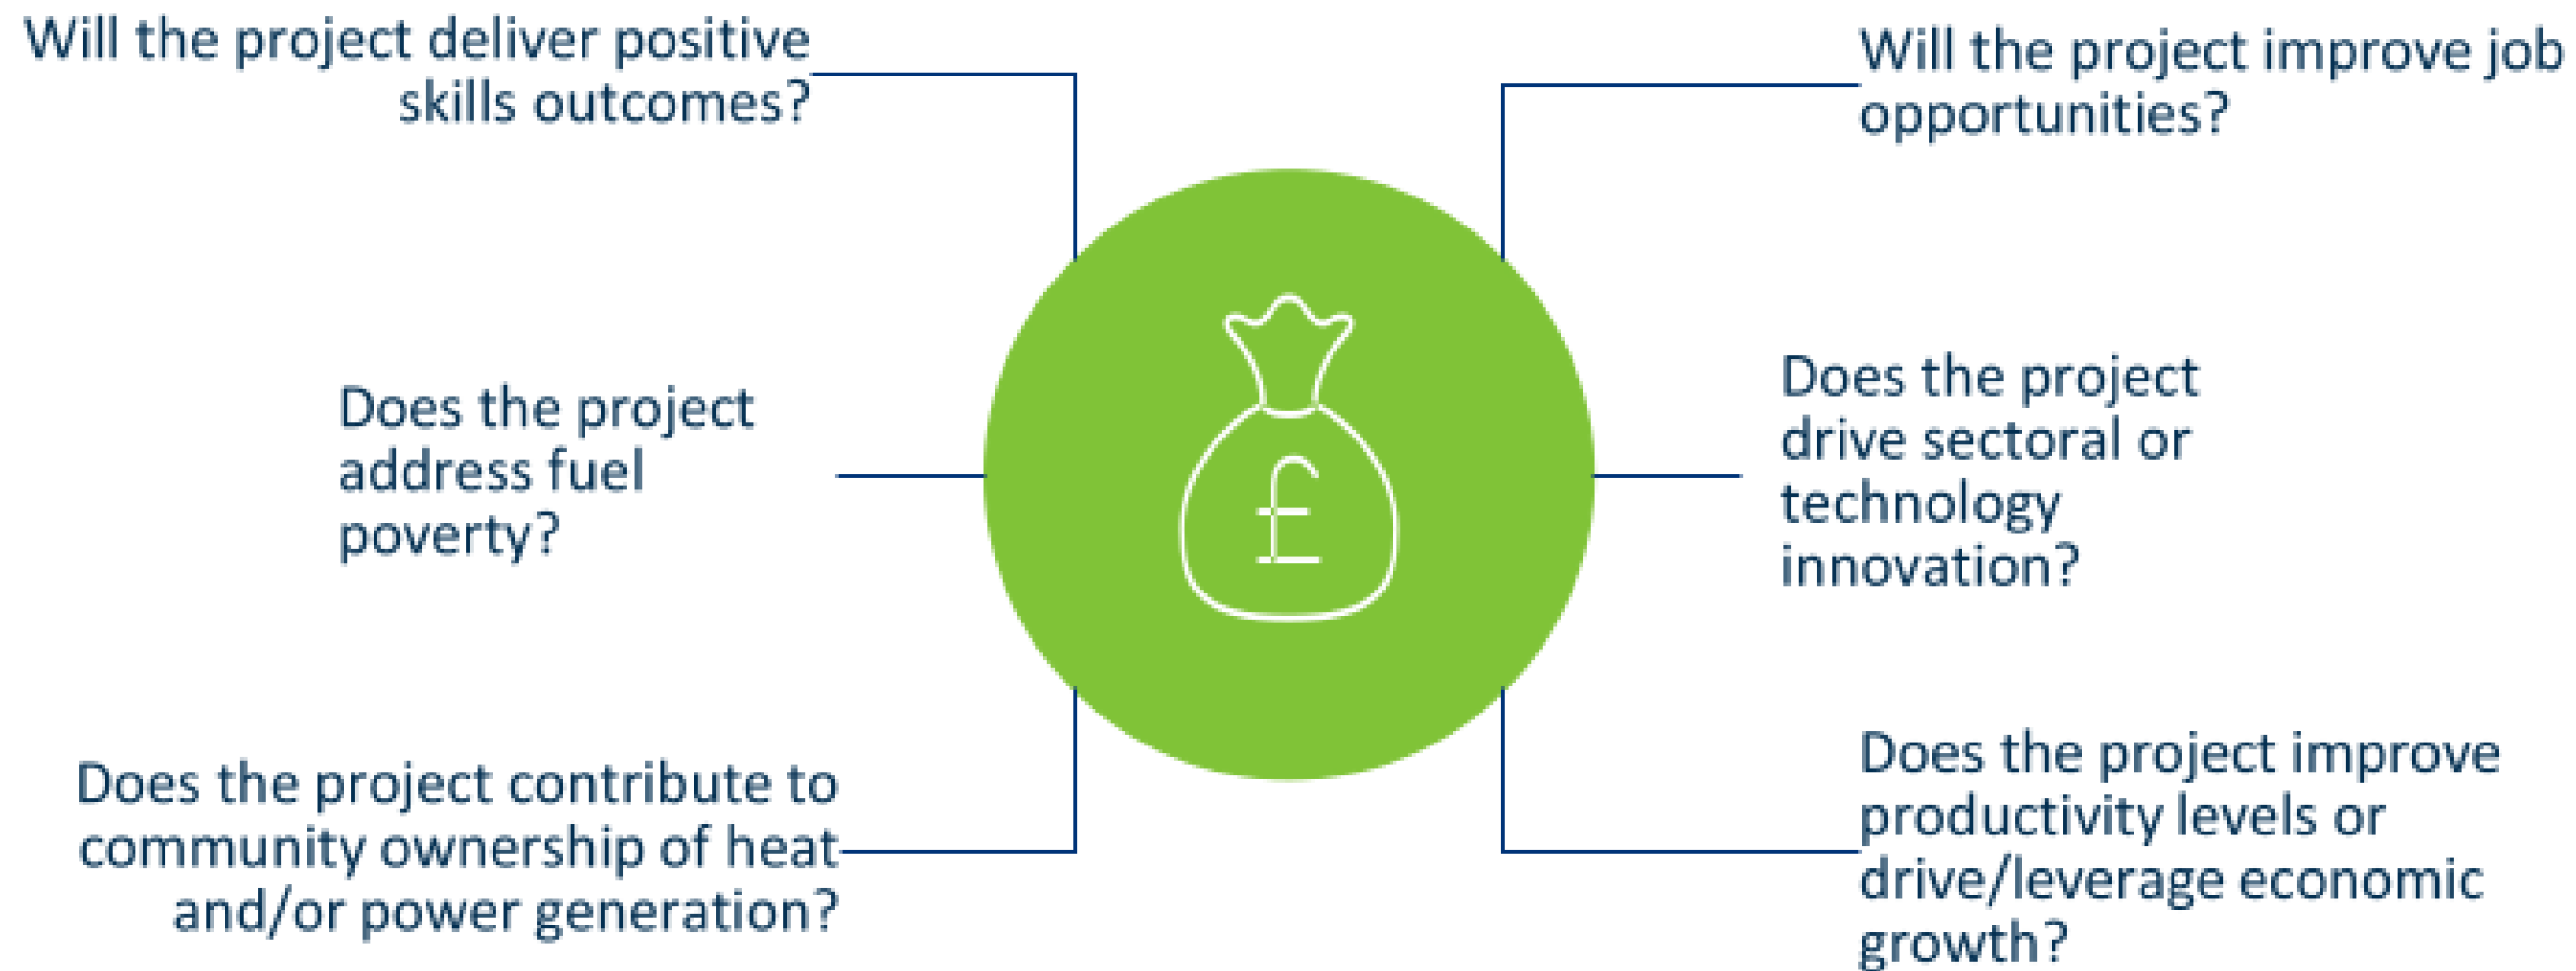 Will the project deliver positive
skills outcomes?
Will the project improve job
opportunities?
Does the project
address fuel
poverty?
£
Does the project
drive sectoral or
technology
innovation?
Does the project contribute to
community ownership of heat
and/or power generation?
Does the project improve
productivity levels or
drive/leverage economic
growth?